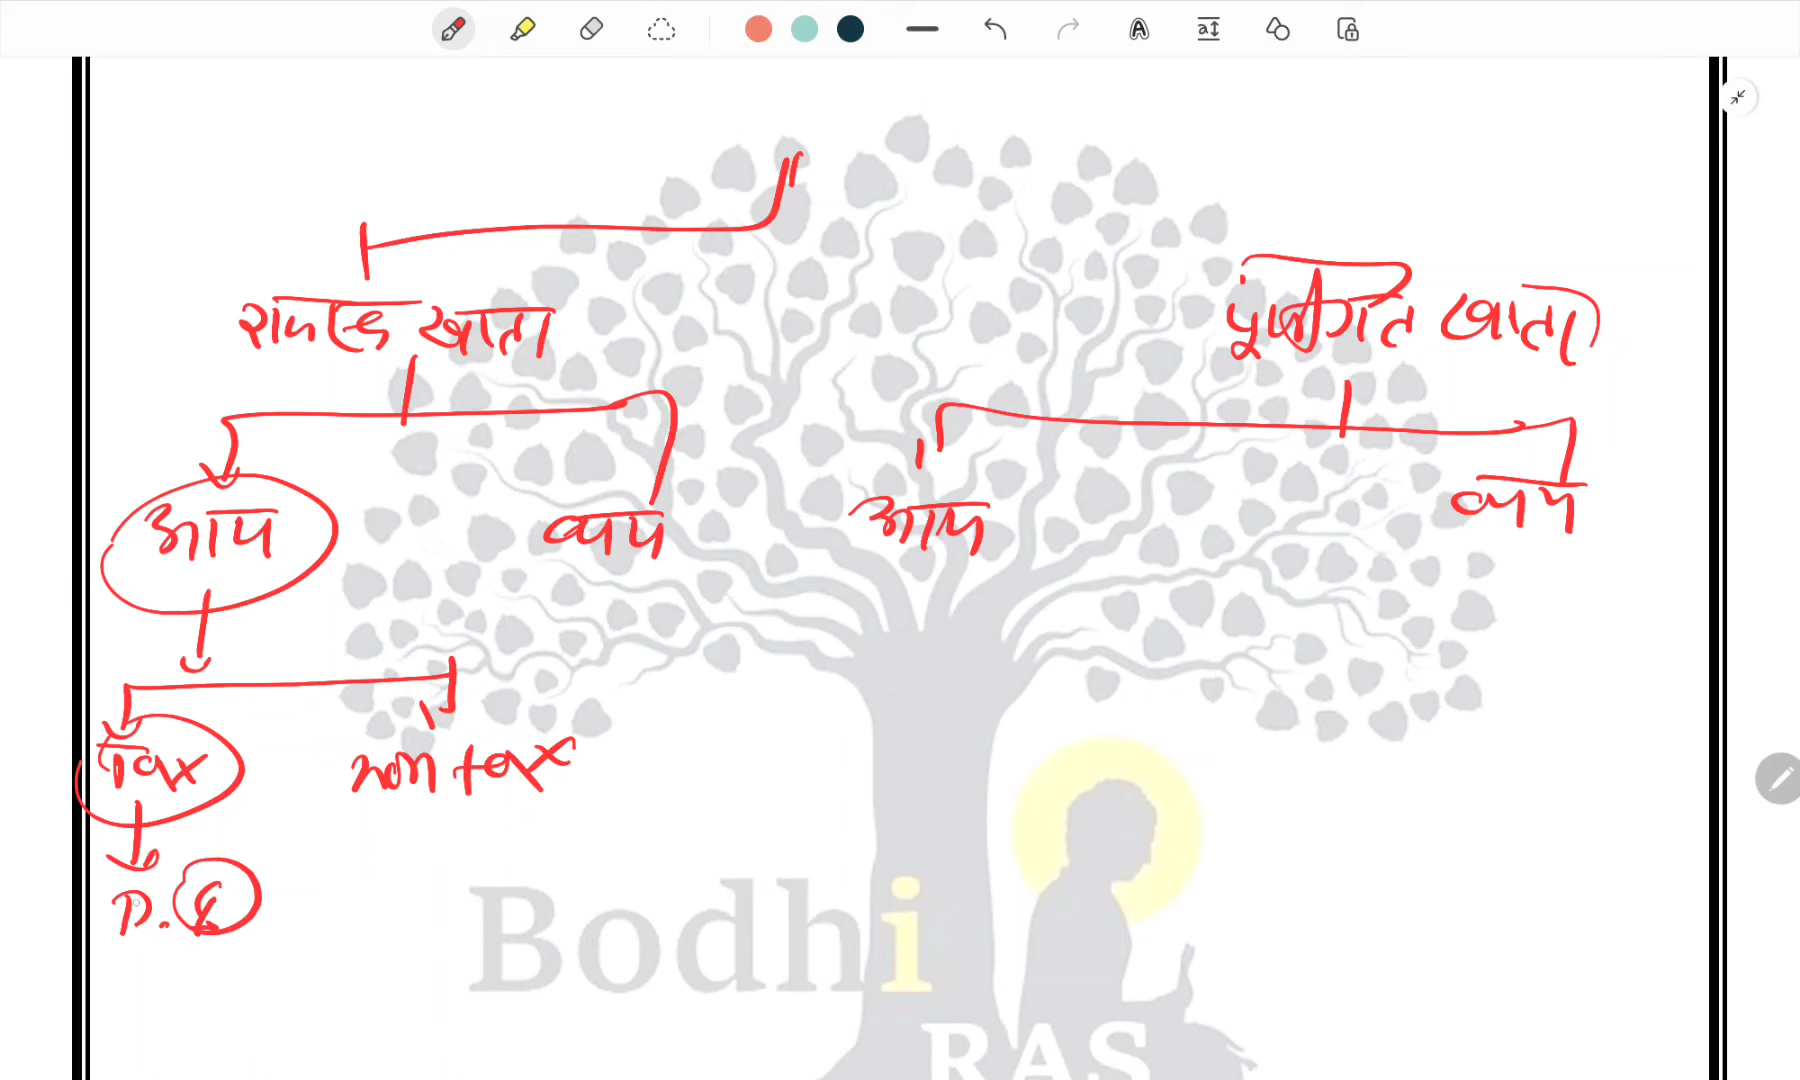 राजस्व खाता
पूंजीगत खाता
आय
व्यय
आय
व्यय
Tax
non tax
D.
Bodhi
RAS